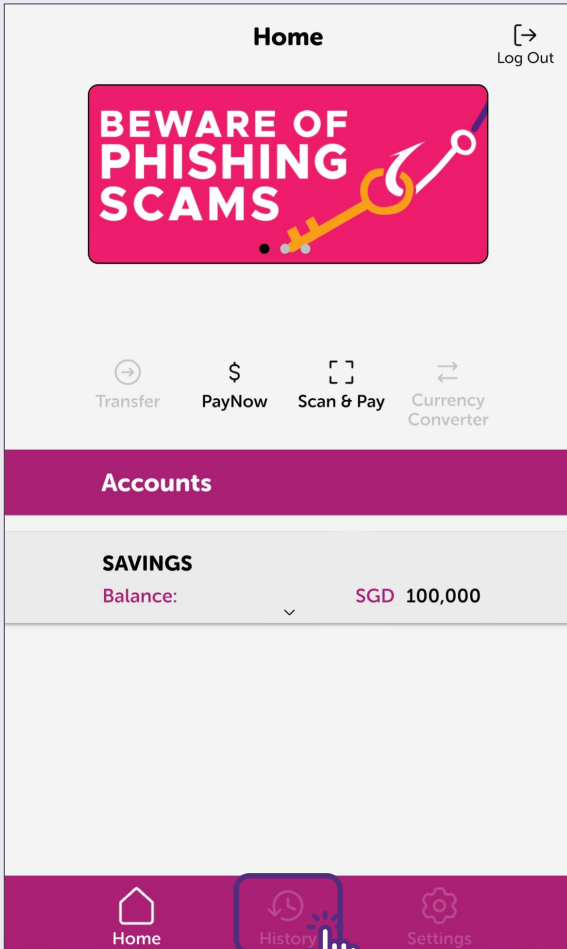 Home
Log Out
BEWARE OF
PHISHING
SCAMS
Transfer
$
PayNow
Scan & Pay
Currency
Converter
Accounts
SAVINGS
Balance:
SGD 100,000
Home
History
Settings